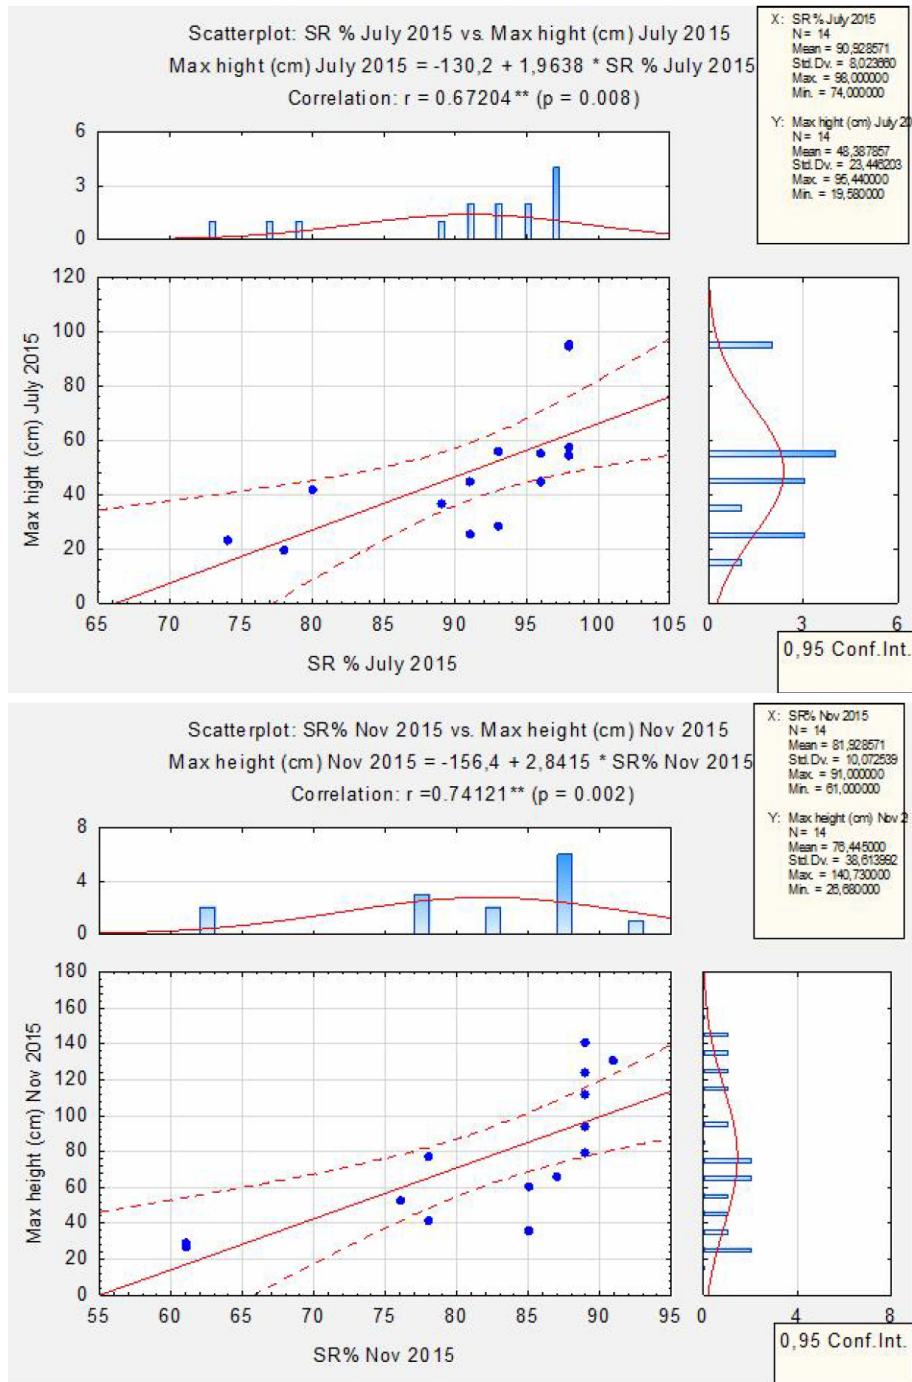 Scatterplot: SR % July 2015 vs. Max hight (cm) July 2015
Max hight (cm) July 2015 = -130,2 + 1,9638 * SR % July 2015
Correlation: r = 0.67204** (p = 0.008)
X: SR % July 2015
N = 14
Mean = 90,928571
Std.Dv. = 8,023660
Max. = 98,000000
Min. = 74,000000
Y: Max hight (cm) July 20
N = 14
Mean = 48,387857
Std.Dv. = 23,446203
Max. = 95,440000
Min. = 19,580000
6
3
0
120
100
80
60
40
20
0
Max hight (cm) July 2015
65 70 75 80 85 90 95 100 105
SR % July 2015
0 3 6
0,95 Conf.Int.
Scatterplot: SR% Nov 2015 vs. Max height (cm) Nov 2015
Max height (cm) Nov 2015 = -156,4 + 2,8415 * SR% Nov 2015
Correlation: r =0.74121** (p = 0.002)
X: SR% Nov 2015
N = 14
Mean = 81,928571
Std.Dv. = 10,072539
Max. = 91,000000
Min. = 61,000000
Y: Max height (cm) Nov 2
N = 14
Mean = 76,445000
Std.Dv. = 38,613992
Max. = 140,730000
Min. = 26,680000
8
4
0
180
160
140
120
100
80
60
40
20
0
Max height (cm) Nov 2015
55 60 65 70 75 80 85 90 95
SR% Nov 2015
0 4 8
0,95 Conf.Int.